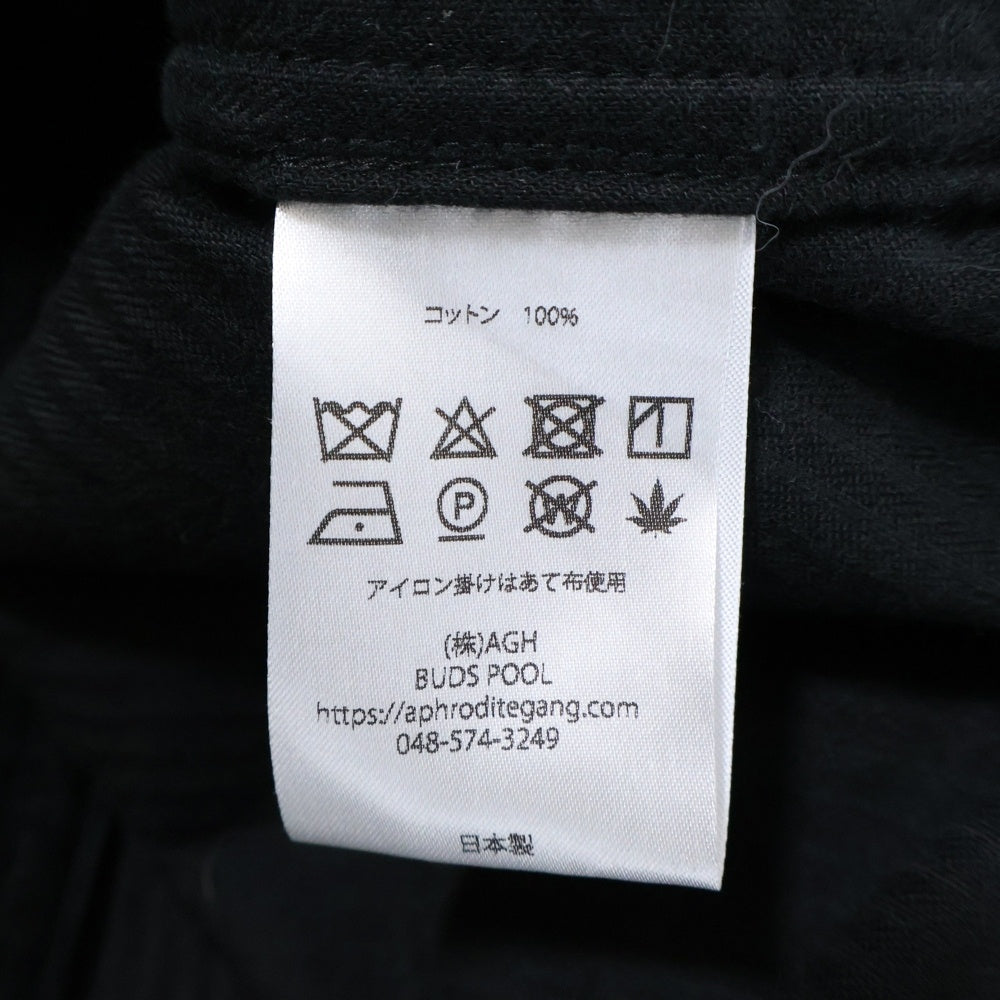 コットン 100%
P
W
アイロン掛けはあて布使用
(株)AGH
BUDS POOL
https://aphroditegang.com
048-574-3249
日本製